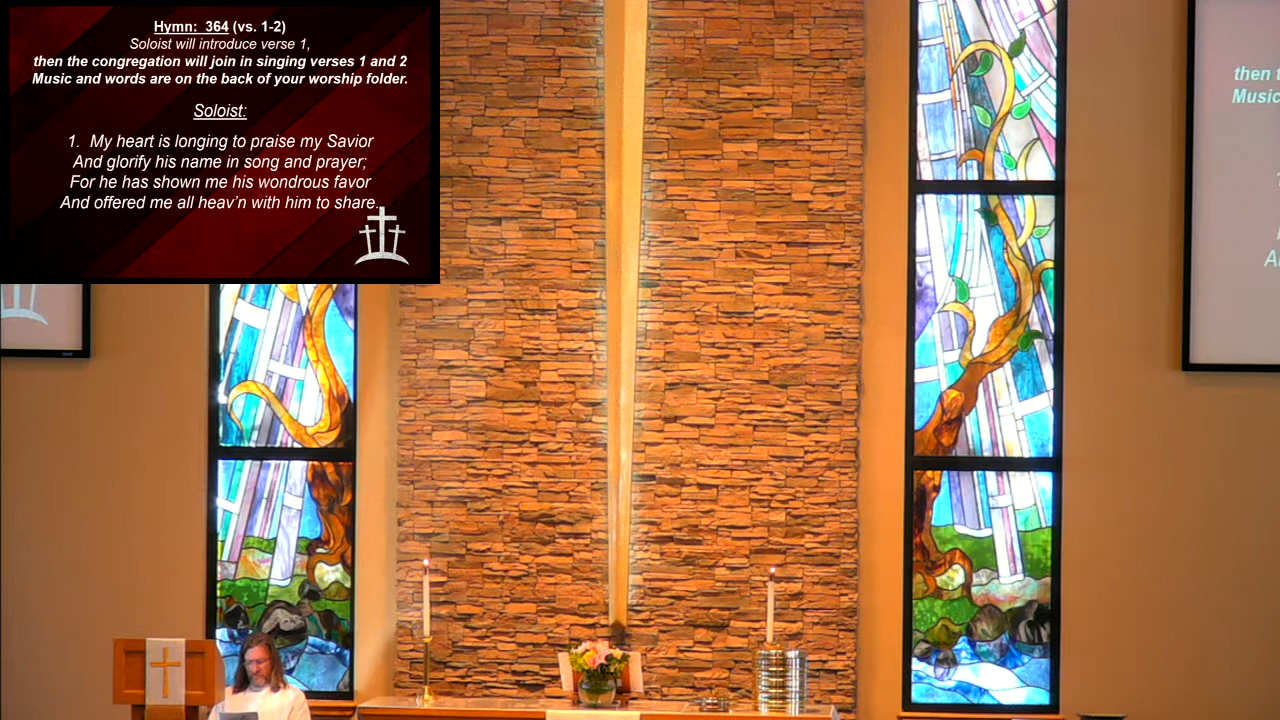 Hymn: 364 (vs. 1-2)
Soloist will introduce verse 1,
then the congregation will join in singing verses 1 and 2
Music and words are on the back of your worship folder.
Soloist:
1. My heart is longing to praise my Savior
And glorify his name in song and prayer;
For he has shown me his wondrous favor
And offered me all heav’n with him to share.
then
Music